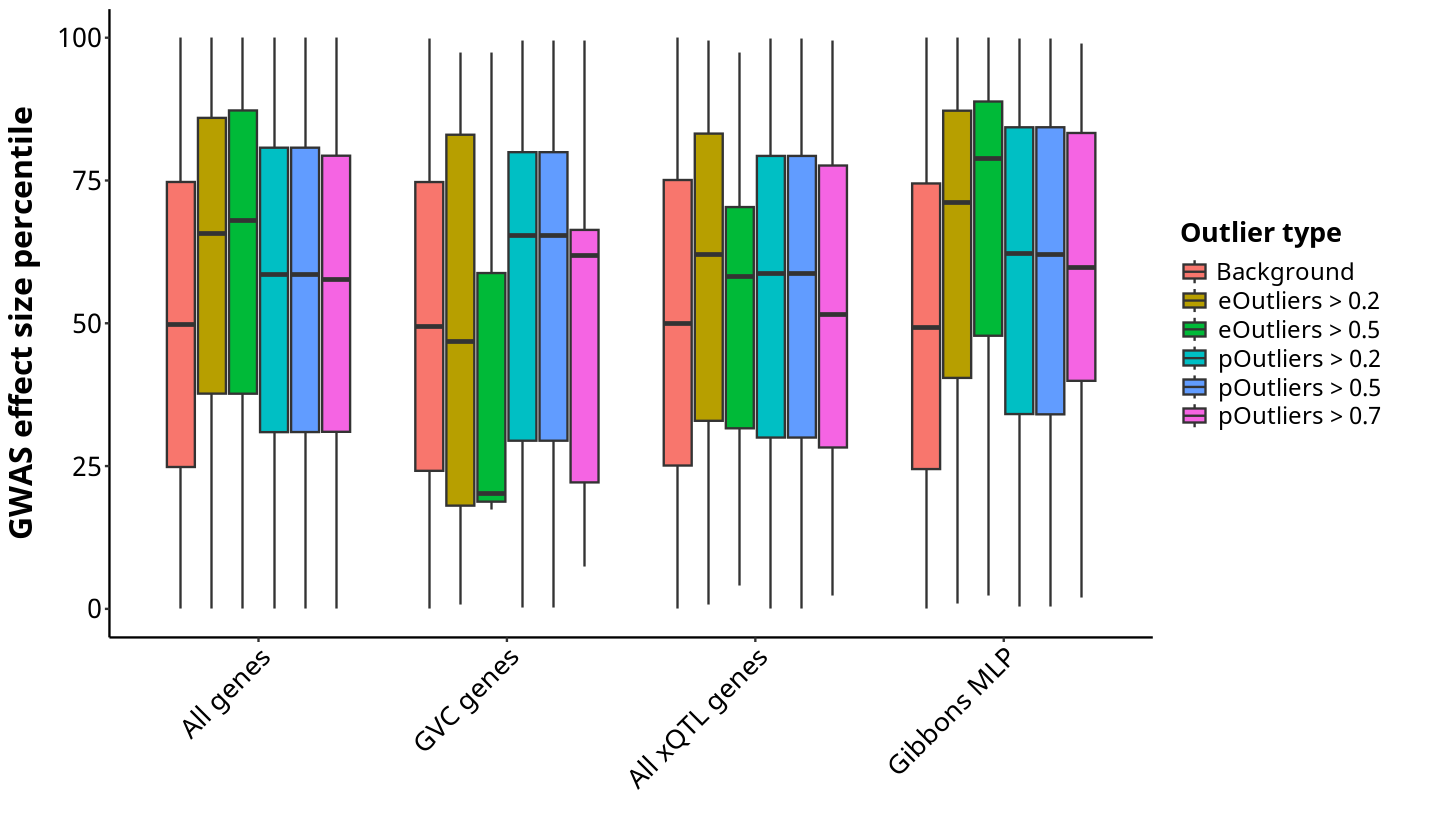 GWAS effect size percentile
100
75
50
25
0
All genes
GVC genes
All xQTL genes
Gibbons MLP
Outlier type
Background
eOutliers > 0.2
eOutliers > 0.5
pOutliers > 0.2
pOutliers > 0.5
pOutliers > 0.7